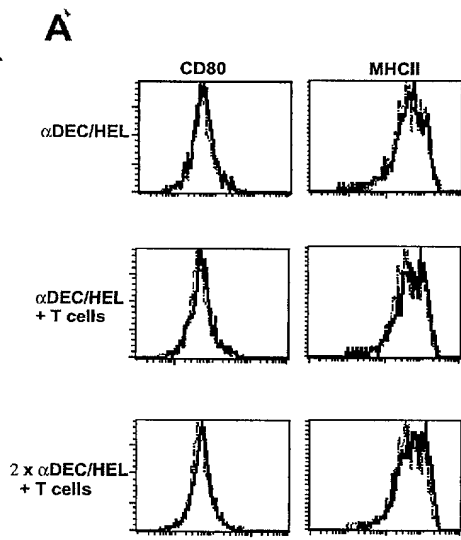 A
CD80 MHCII
αDEC/HEL
αDEC/HEL
+ T cells
2 x αDEC/HEL
+ T cells